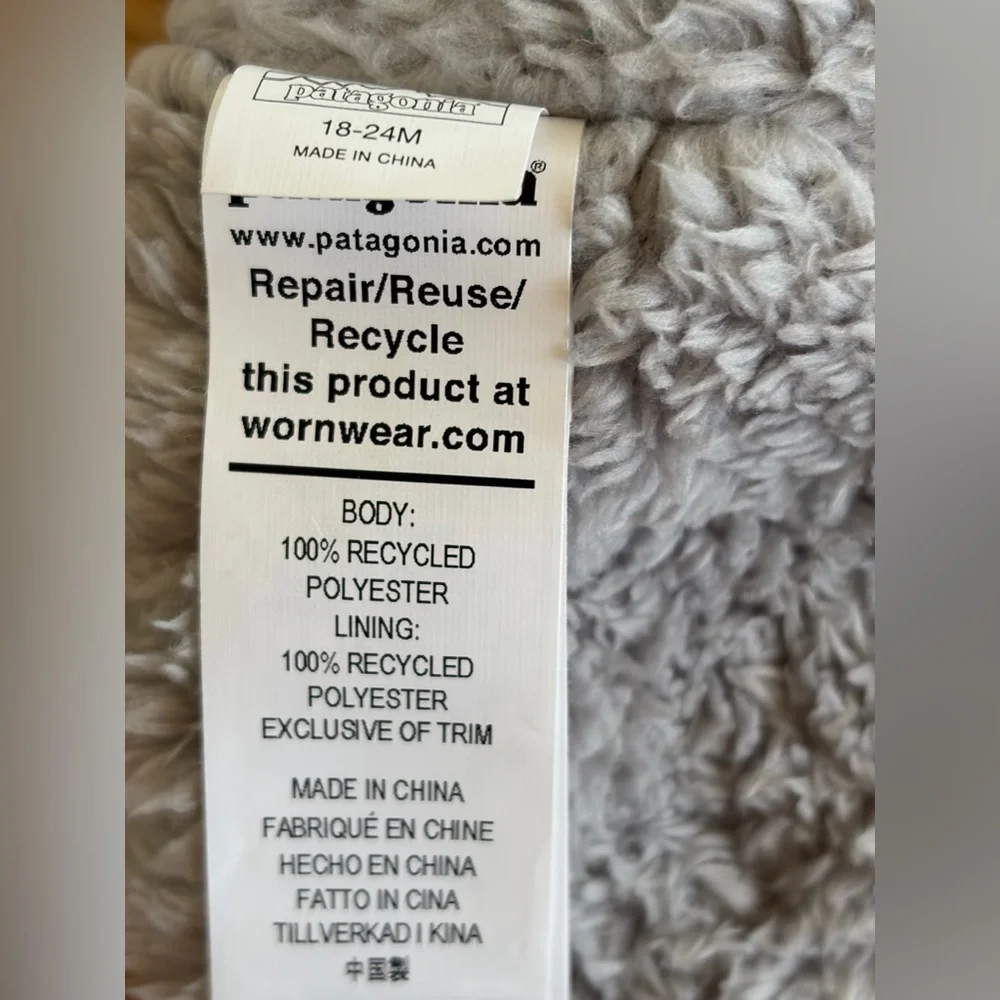 patagonia
18-24M
MADE IN CHINA
patagonia®
www.patagonia.com
Repair/Reuse/
Recycle
this product at
wornwear.com
BODY:
100% RECYCLED
POLYESTER
LINING:
100% RECYCLED
POLYESTER
EXCLUSIVE OF TRIM
MADE IN CHINA
FABRIQUÉ EN CHINE
HECHO EN CHINA
FATTO IN CINA
TILLVERKAD I KINA
中国製